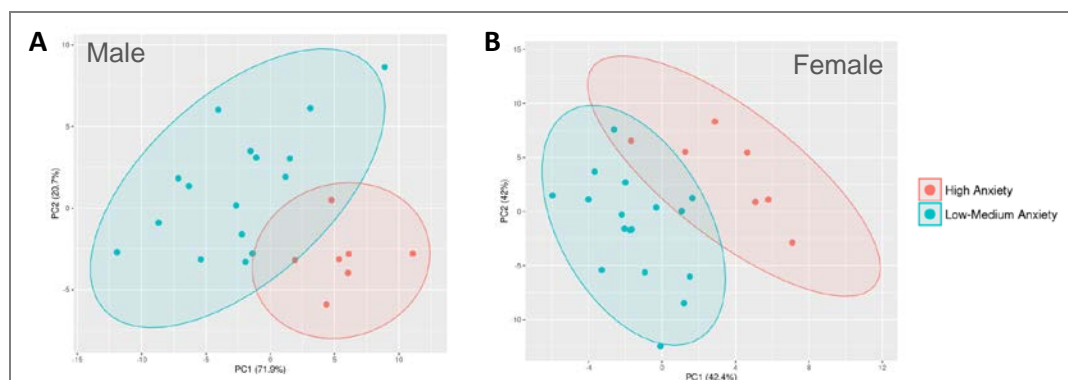 A
Male
10
5
0
-5
PC2 (20.7%)
-15
-10
-5
0
5
10
PC1 (71.9%)
B
Female
15
10
5
0
-5
-10
PC2 (42%)
-4
0
4
8
12
PC1 (42.4%)
High Anxiety
Low-Medium Anxiety